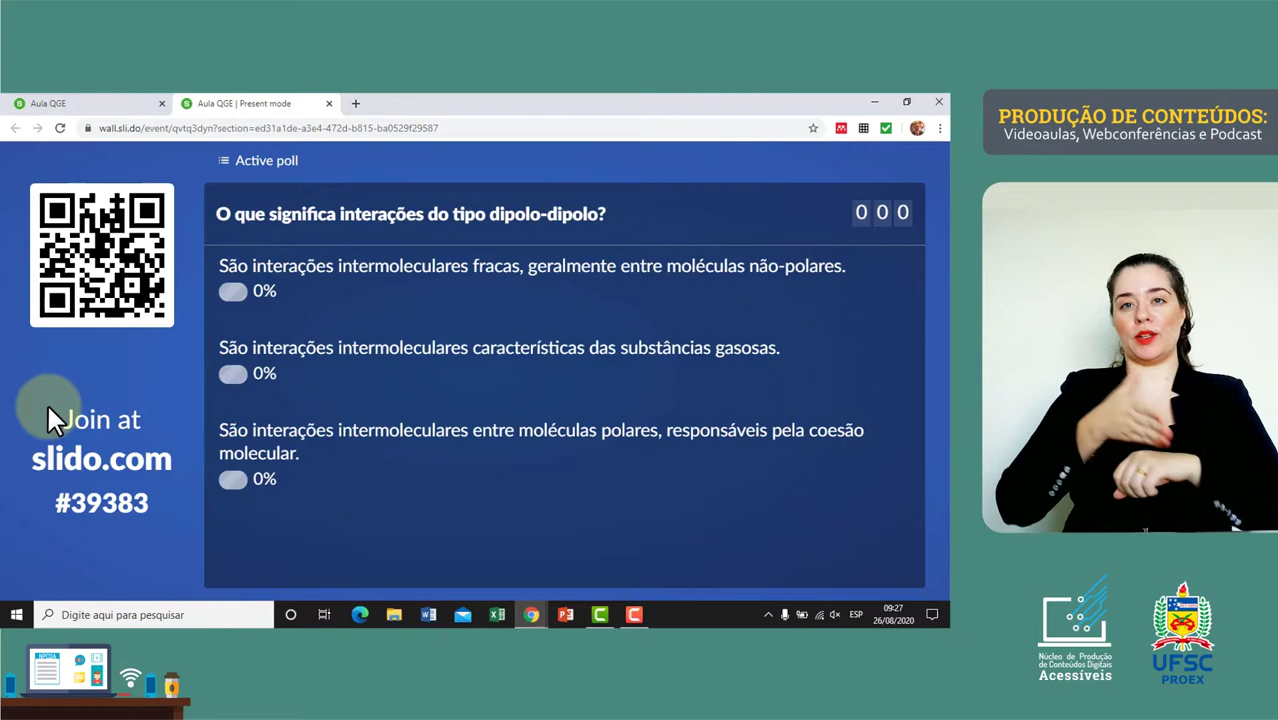 PRODUÇÃO DE CONTEÚDOS:
Videoaulas, Webconferências e Podcast
Aula QGE
Aula QGE | Present mode
wall.sli.do/event/qvtq3dyn?section=ed31a1de-a3e4-472d-b815-ba0529f29587
Active poll
O que significa interações do tipo dipolo-dipolo?
0 0 0
São interações intermoleculares fracas, geralmente entre moléculas não-polares.
0%
São interações intermoleculares características das substâncias gasosas.
0%
São interações intermoleculares entre moléculas polares, responsáveis pela coesão
molecular.
0%
Join at
slido.com
#39383
Digite aqui para pesquisar
ESP
09:27
26/08/2020
NPCDA
Núcleo de Produção
de Conteúdos Digitais
Acessíveis
UFSC
PROEX